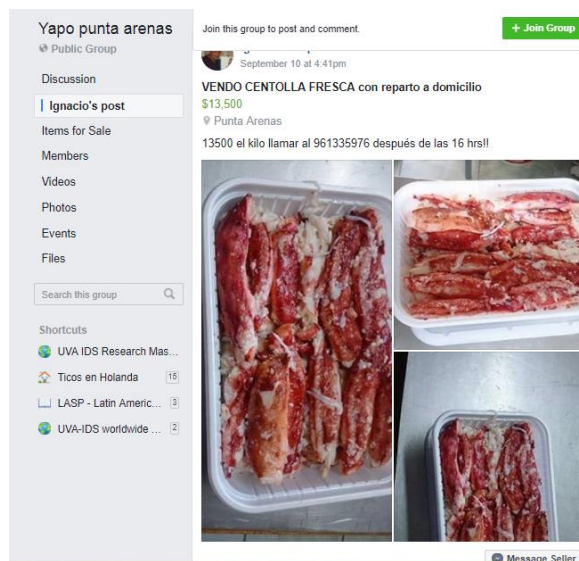 Yapo punta arenas
Public Group
Discussion
Ignacio's post
Items for Sale
Members
Videos
Photos
Events
Files
Search this group
Shortcuts
UVA IDS Research Mas...
Ticos en Holanda 15
LASP - Latin Americ... 3
UVA-IDS worldwide ... 2
Join this group to post and comment.
+ Join Group
September 10 at 4:41pm
VENDO CENTOLLA FRESCA con reparto a domicilio
$13,500
Punta Arenas
13500 el kilo llamar al 961335976 después de las 16 hrs!!
Message Seller